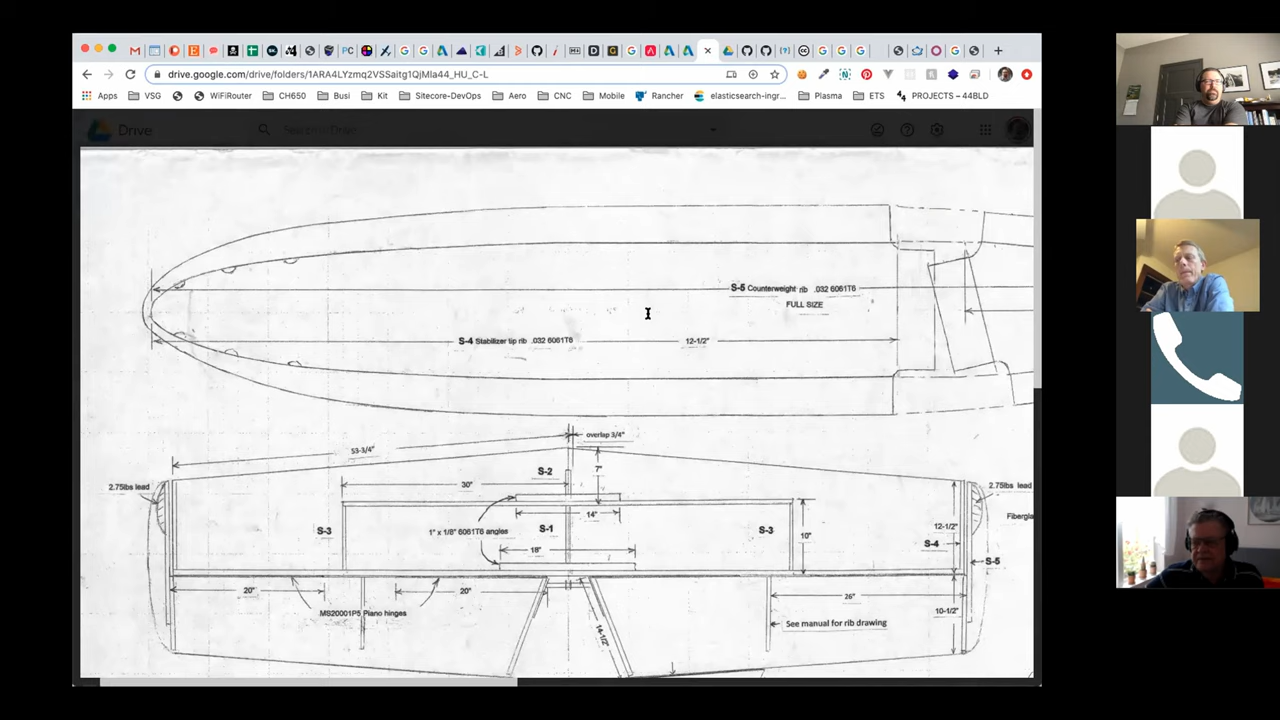 drive.google.com/drive/folders/1ARA4LYzmq2VSSaitg1QjMla44_HU_C-L
Apps VSG WiFiRouter CH650 Busi Kit Sitecore-DevOps Aero CNC Mobile Rancher elasticsearch-ingr... Plasma ETS PROJECTS – 44BLD
Drive
Search in Drive
S-5 Counterweight rib .032 6061T6
FULL SIZE
S-4 Stabilizer tip rib .032 6061T6
12-1/2"
53-3/4"
overlap 3/4"
S-2
7"
2.75lbs lead
30"
2.75lbs lead
14"
S-3
1" x 1/8" 6061T6 angles
S-1
S-3
10"
12-1/2"
Fiberglas
18"
S-4
S-5
20"
20"
26"
MS20001P5 Piano hinges
10-1/2"
See manual for rib drawing
14-1/2"